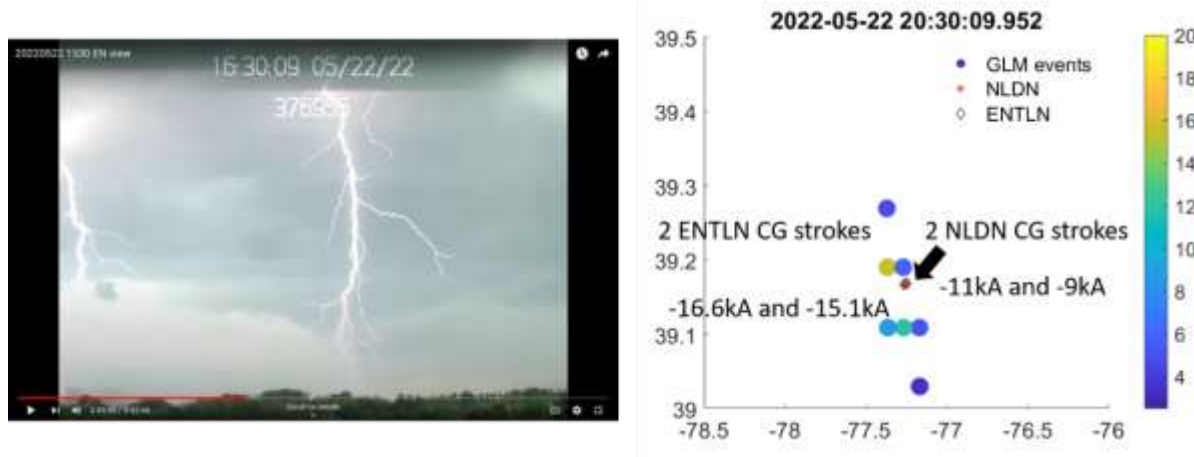 20220522 1930 EN view
16:30:09 05/22/22
2022-05-22 20:30:09.952
39.5
39.4
39.3
39.2
39.1
39
-78.5 -78 -77.5 -77 -76.5 -76
GLM events
NLDN
ENTLN
2 ENTLN CG strokes
2 NLDN CG strokes
-11kA and -9kA
-16.6kA and -15.1kA
20
18
16
14
12
10
8
6
4